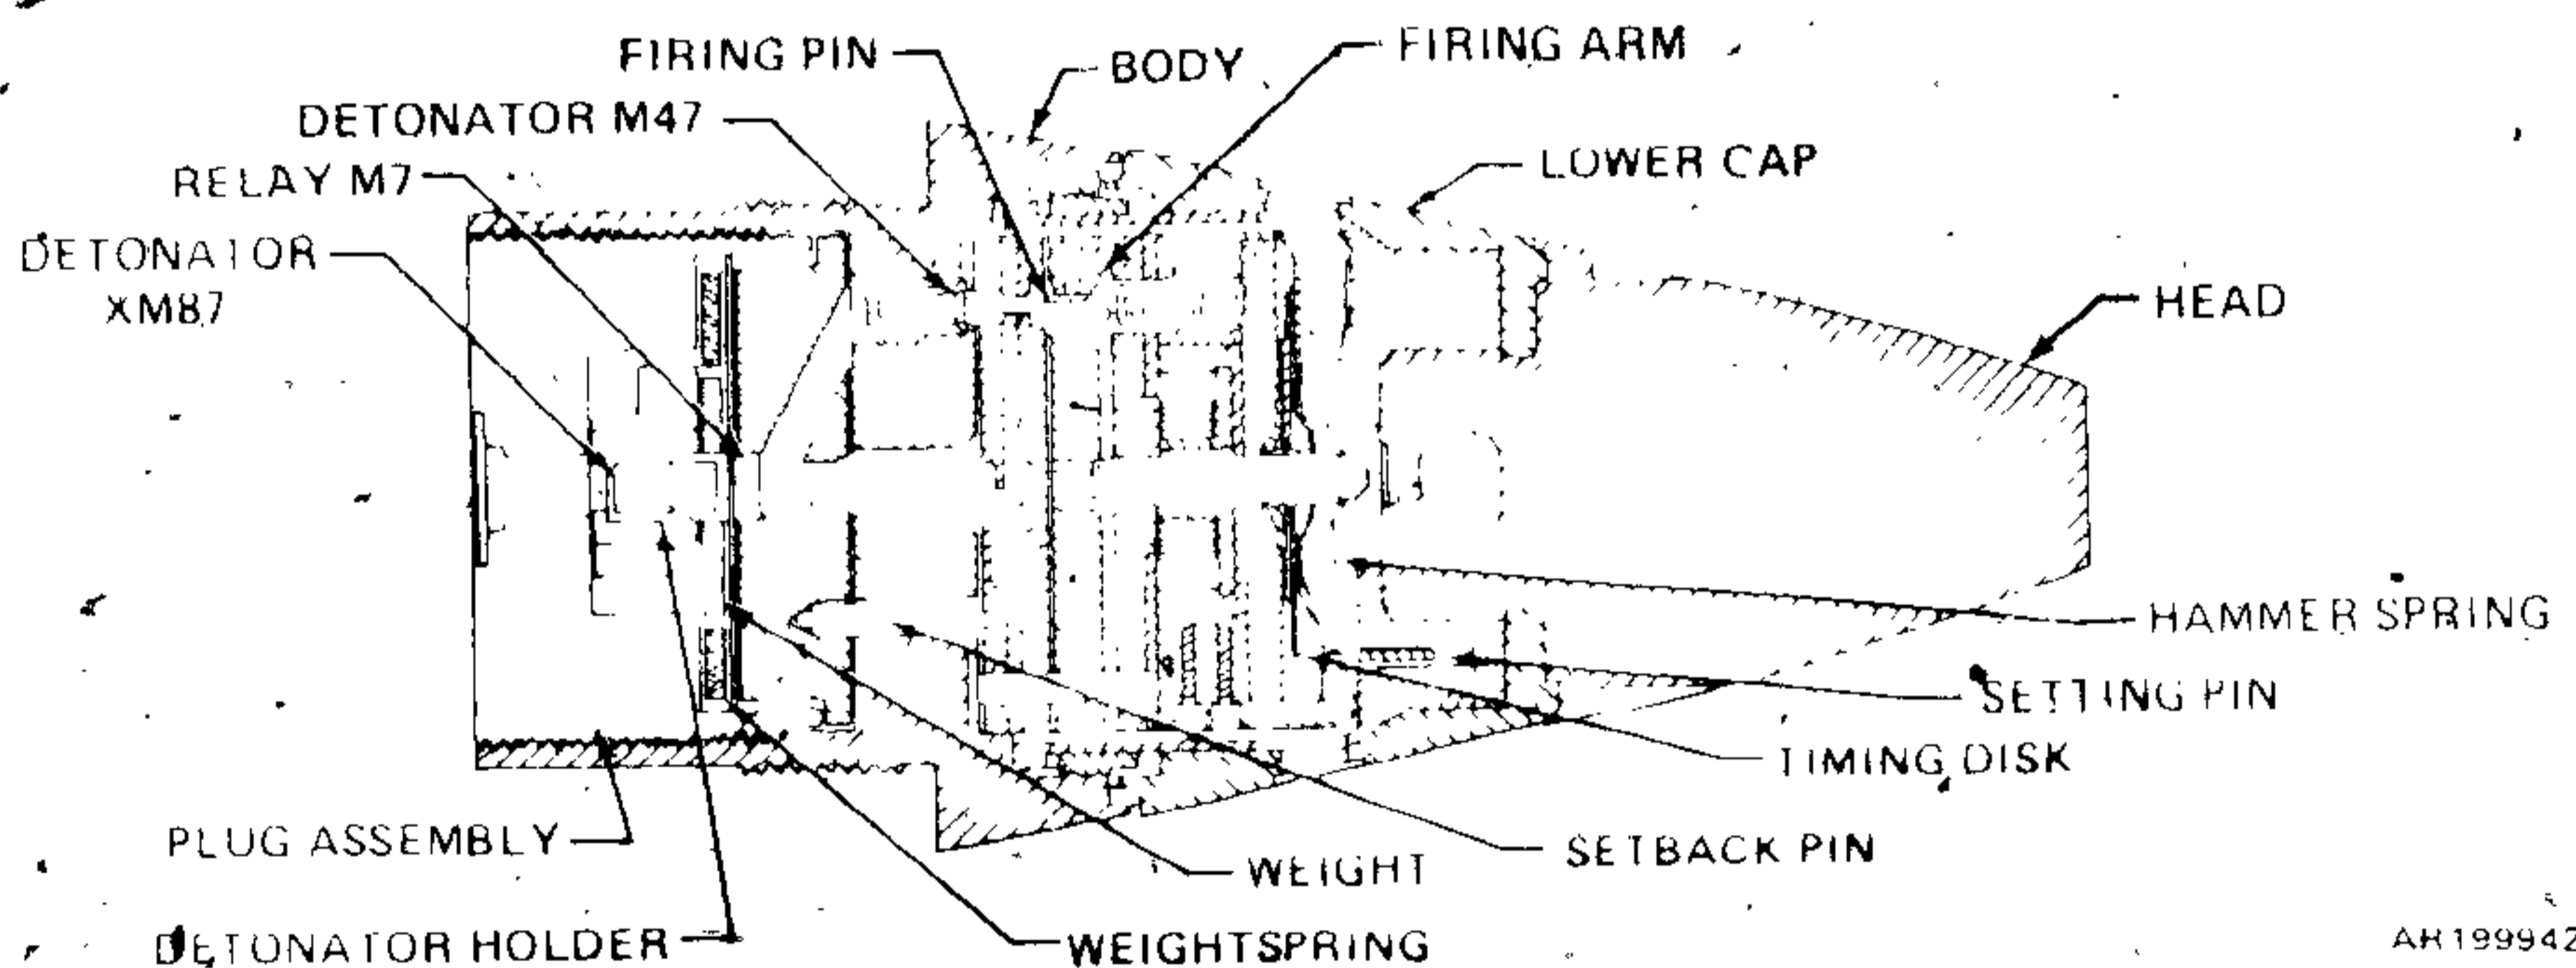 FIRING PIN
BODY
FIRING ARM
DETONATOR M47
LOWER CAP
RELAY M7
DETONATOR
XM87
HEAD
HAMMER SPRING
SETTING PIN
TIMING DISK
PLUG ASSEMBLY
SETBACK PIN
WEIGHT
DETONATOR HOLDER
WEIGHTSPRING
AR199942